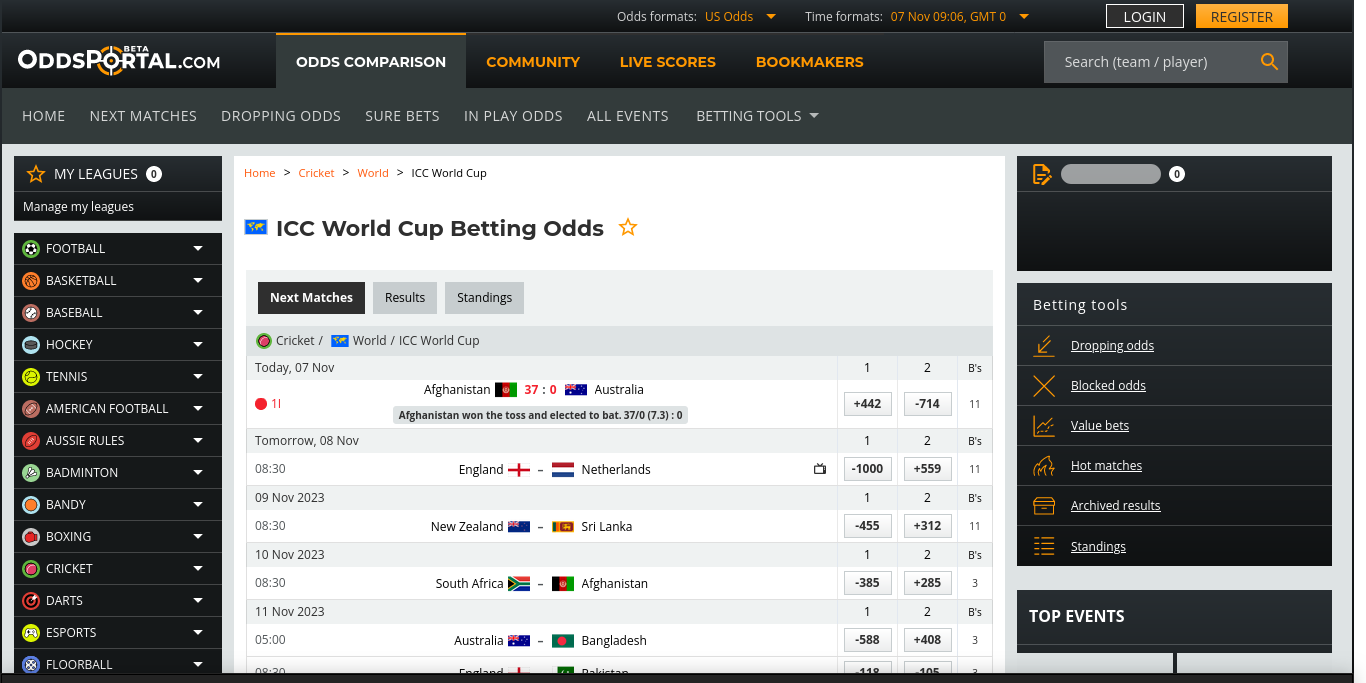 Odds formats: US Odds Time formats: 07 Nov 09:06, GMT 0 LOGIN REGISTER
ODDSPORTAL.COM BETA ODDS COMPARISON COMMUNITY LIVE SCORES BOOKMAKERS Search (team / player)
HOME NEXT MATCHES DROPPING ODDS SURE BETS IN PLAY ODDS ALL EVENTS BETTING TOOLS
MY LEAGUES 0
Manage my leagues
FOOTBALL
BASKETBALL
BASEBALL
HOCKEY
TENNIS
AMERICAN FOOTBALL
AUSSIE RULES
BADMINTON
BANDY
BOXING
CRICKET
DARTS
ESPORTS
FLOORBALL
Home > Cricket > World > ICC World Cup
ICC World Cup Betting Odds
Next Matches Results Standings
Cricket / World / ICC World Cup
Today, 07 Nov 1 2 B's
Afghanistan 37 : 0 Australia
1I +442 -714 11
Afghanistan won the toss and elected to bat. 37/0 (7.3) : 0
Tomorrow, 08 Nov 1 2 B's
08:30 England – Netherlands -1000 +559 11
09 Nov 2023 1 2 B's
08:30 New Zealand – Sri Lanka -455 +312 11
10 Nov 2023 1 2 B's
08:30 South Africa – Afghanistan -385 +285 3
11 Nov 2023 1 2 B's
05:00 Australia – Bangladesh -588 +408 3
08:30 England – Pakistan -118 -105 3
0
Betting tools
Dropping odds
Blocked odds
Value bets
Hot matches
Archived results
Standings
TOP EVENTS